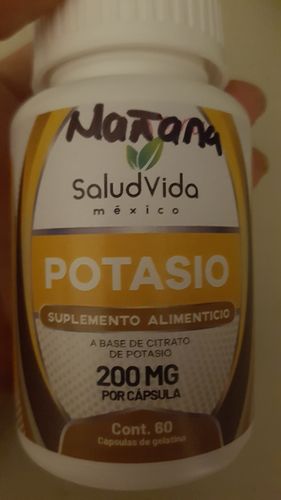 Mañana
SaludVida
méxico
POTASIO
SUPLEMENTO ALIMENTICIO
A BASE DE CITRATO
DE POTASIO
200 MG
POR CÁPSULA
Cont. 60
Cápsulas de gelatina